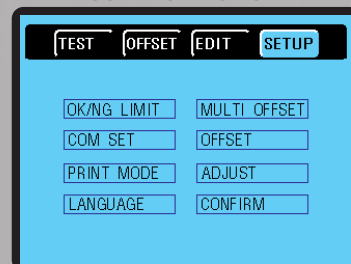 TEST OFFSET EDIT SETUP
OK/NG LIMIT MULTI OFFSET
COM SET OFFSET
PRINT MODE ADJUST
LANGUAGE CONFIRM